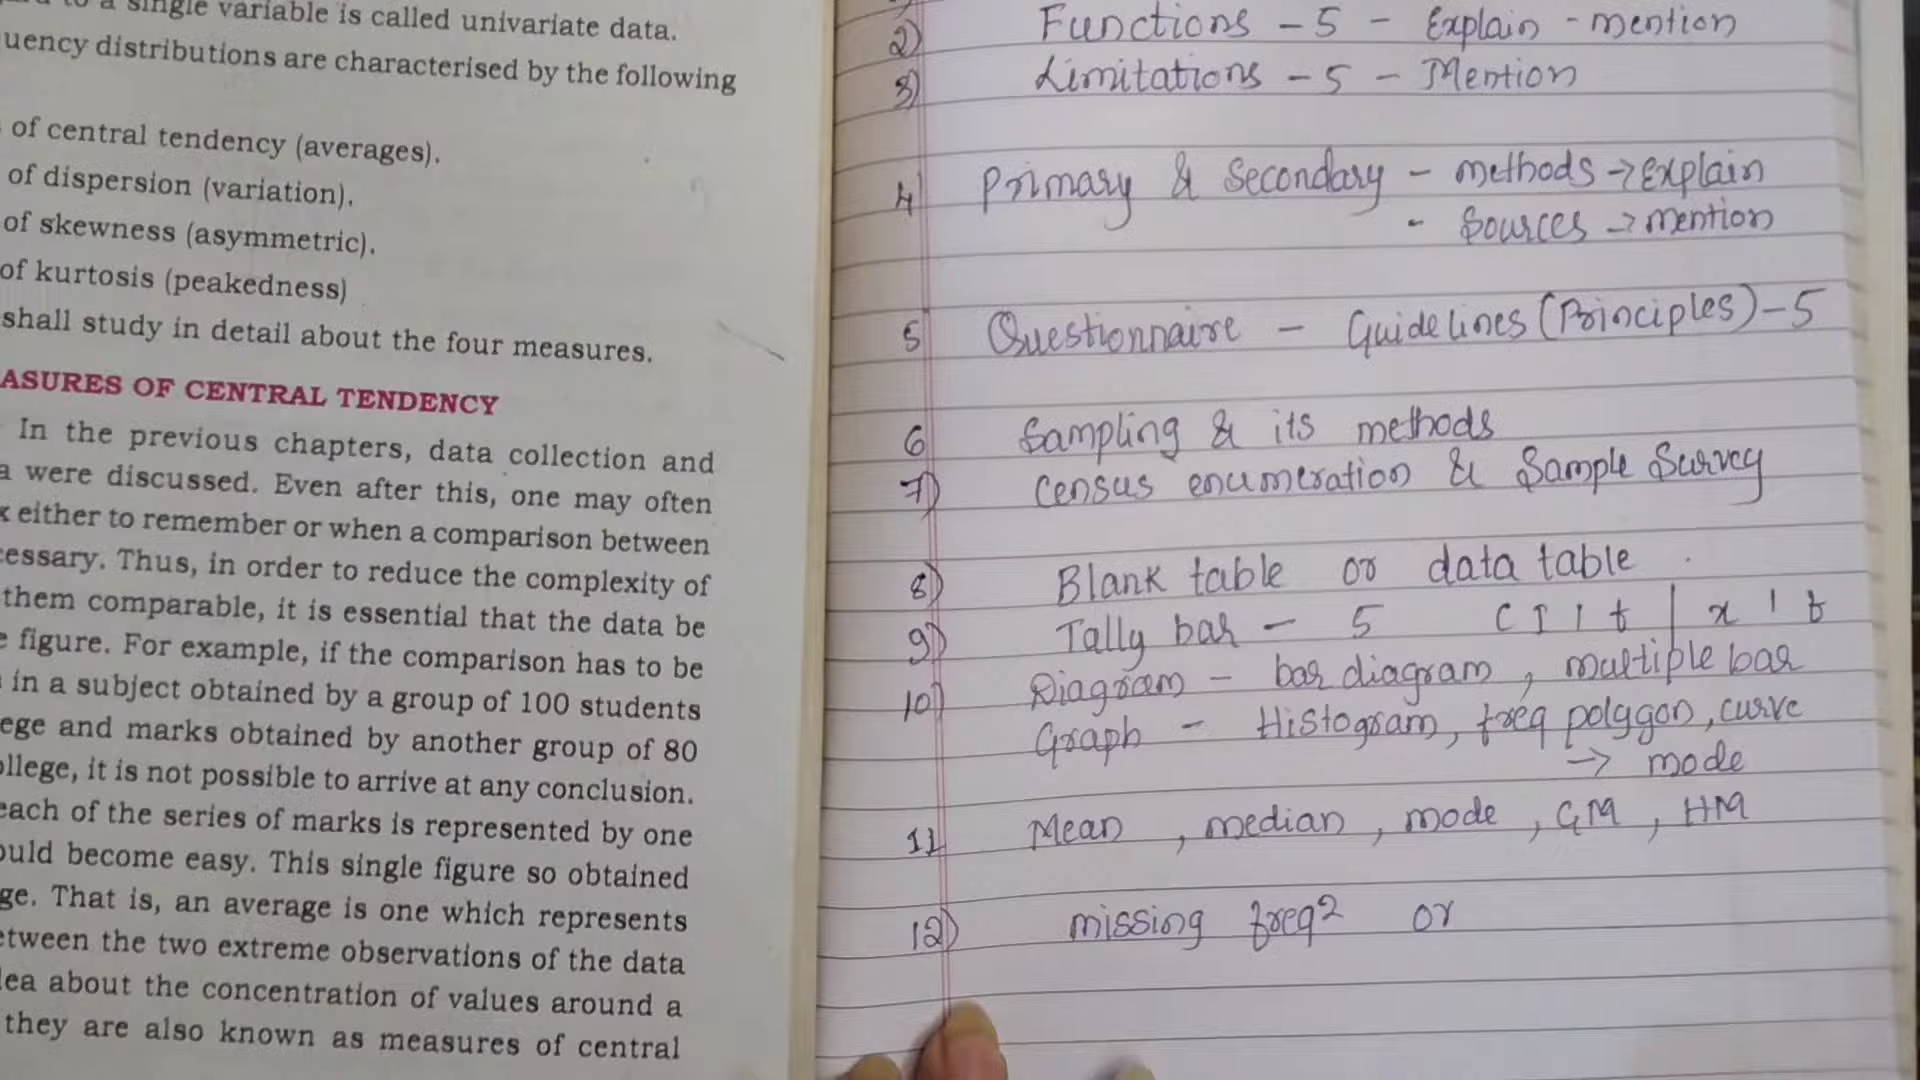 a single variable is called univariate data.
uency distributions are characterised by the following
of central tendency (averages).
of dispersion (variation).
of skewness (asymmetric).
of kurtosis (peakedness)
shall study in detail about the four measures.
ASURES OF CENTRAL TENDENCY
In the previous chapters, data collection and
a were discussed. Even after this, one may often
x either to remember or when a comparison between
cessary. Thus, in order to reduce the complexity of
them comparable, it is essential that the data be
e figure. For example, if the comparison has to be
in a subject obtained by a group of 100 students
ege and marks obtained by another group of 80
ollege, it is not possible to arrive at any conclusion.
each of the series of marks is represented by one
ould become easy. This single figure so obtained
ge. That is, an average is one which represents
etween the two extreme observations of the data
dea about the concentration of values around a
they are also known as measures of central
2) Functions - 5 - Explain - mention
3) Limitations - 5 - Mention
4 Primary & Secondary - methods → Explain
- Sources → mention
5 Questionnaire - Guidelines (Principles) - 5
6 Sampling & its methods
7) Census enumeration & Sample Survey
8) Blank table or data table
9) Tally bar - 5 C I | f | x | f
10) Diagram - bar diagram, multiple bar
Graph - Histogram, freq polygon, curve
→ mode
11 Mean, median, mode, GM, HM
12) missing freq2 or